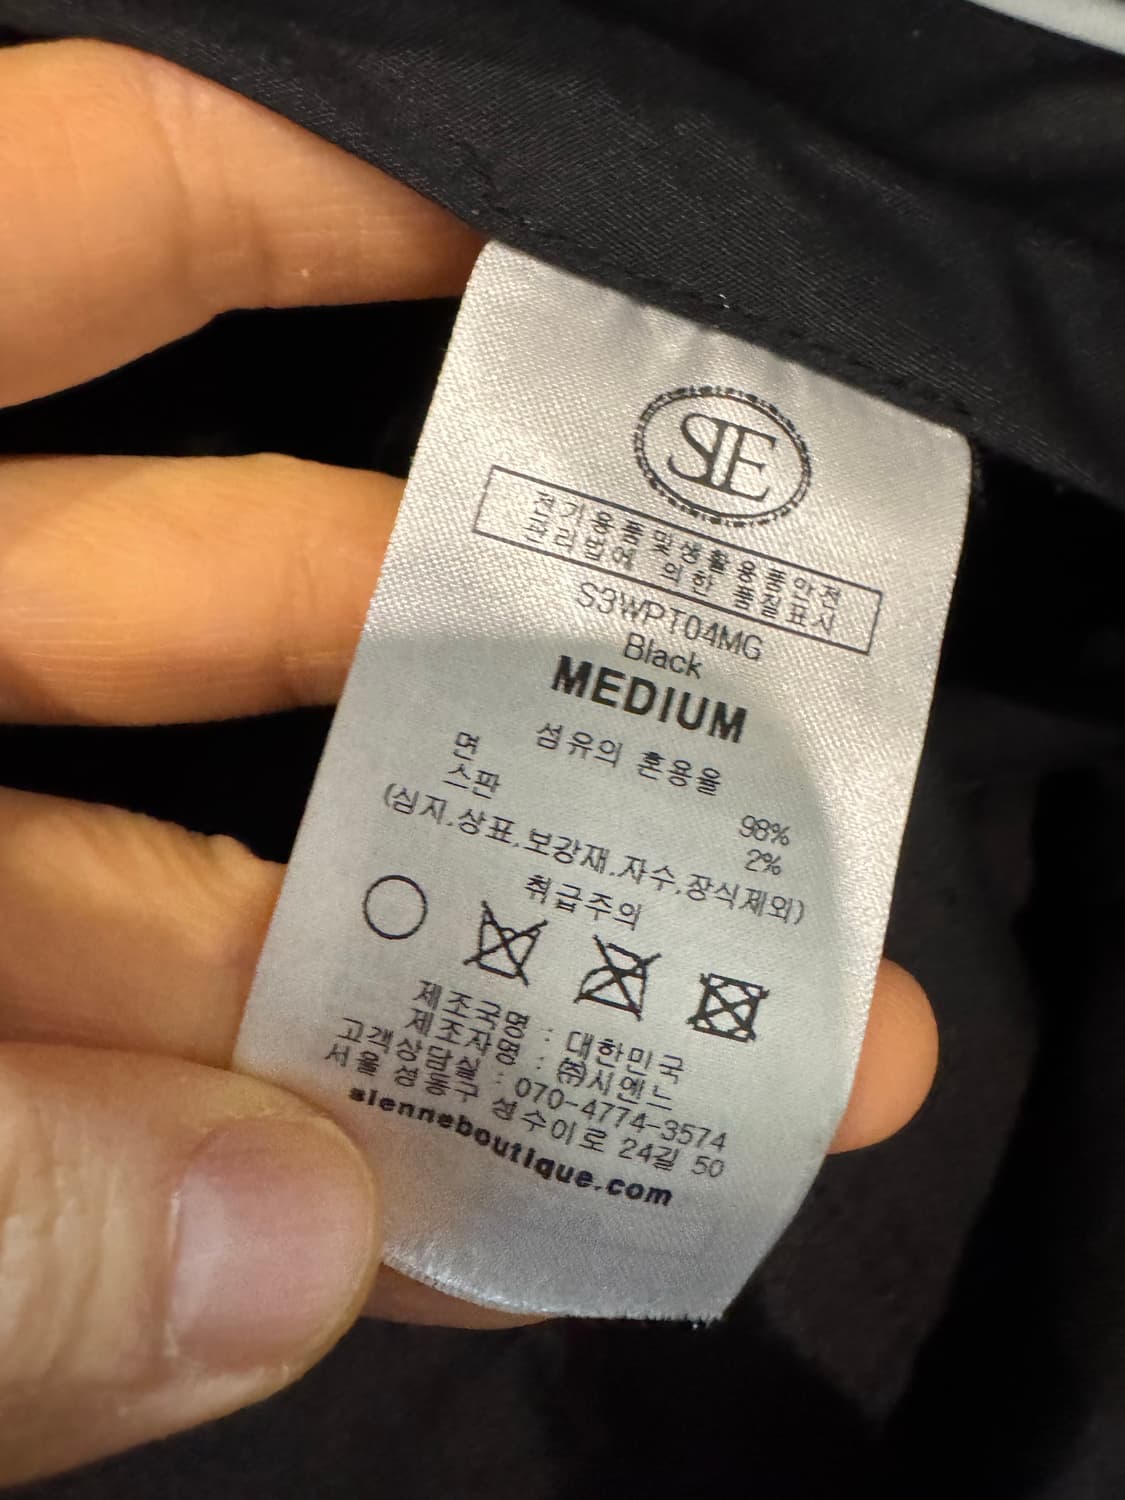 SIE
전기용품및생활용품안전
관리법에 의한 품질표시
S3WPT04MG
Black
MEDIUM
섬유의 혼용율
면 98%
스판 2%
(심지,상표,보강재,자수,장식제외)
취급주의
제조국명 : 대한민국
제조자명 : ㈜시엔느
고객상담실 : 070-4774-3574
서울 성동구 성수이로 24길 50
sienneboutique.com